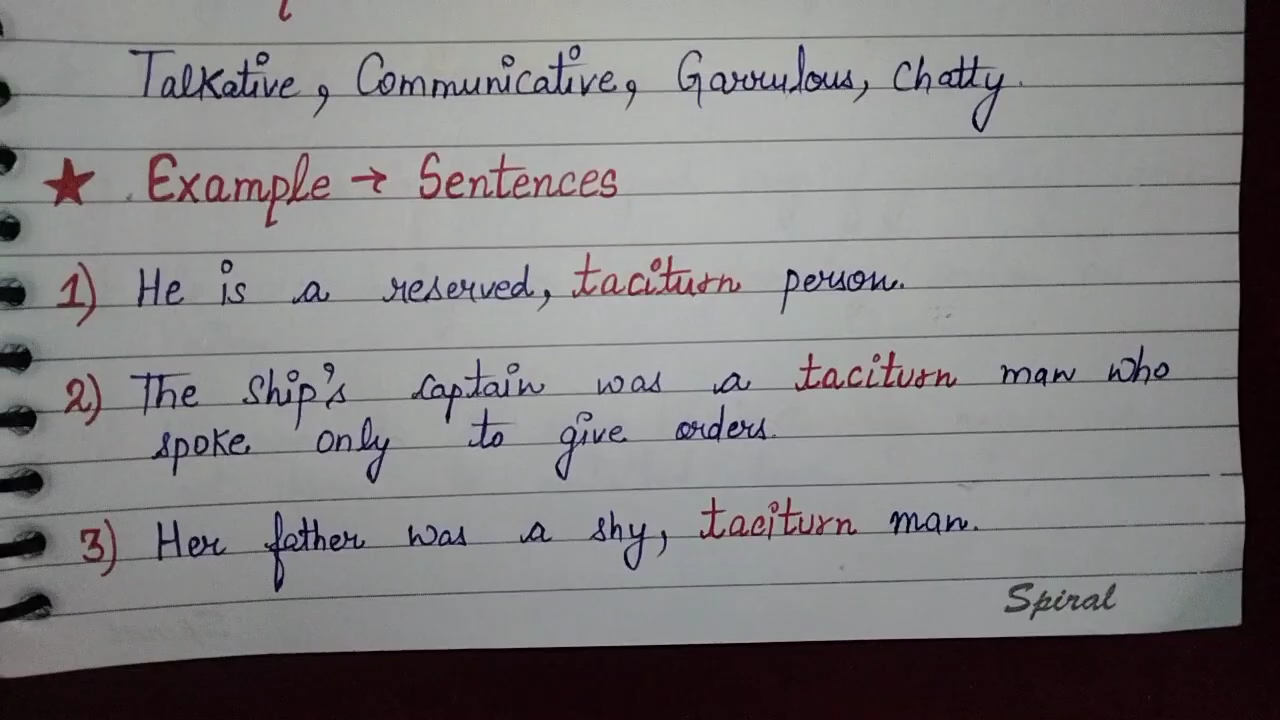 Talkative, Communicative, Garrulous, Chatty.
★ Example → Sentences
1) He is a reserved, taciturn person.
2) The ship's captain was a taciturn man who
spoke only to give orders.
3) Her father was a shy, taciturn man.
Spiral